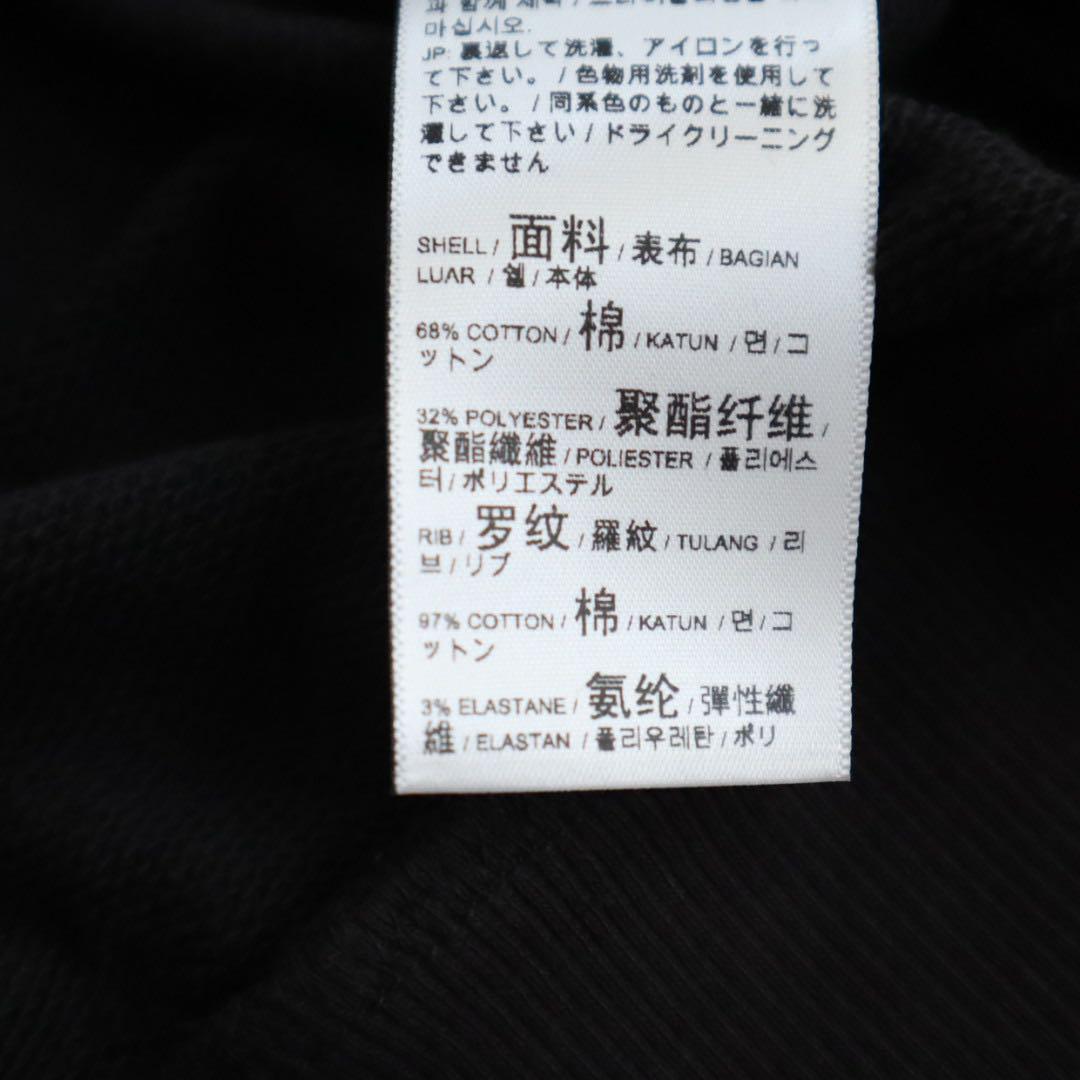 마십시오.
JP: 裏返して洗濯、アイロンを行っ
て下さい。/ 色物用洗剤を使用して
下さい。/ 同系色のものと一緒に洗
濯して下さい / ドライクリーニング
できません
SHELL / 面料 / 表布 / BAGIAN
LUAR / 쉘 / 本体
68% COTTON / 棉 / KATUN / 면 / コ
ットン
32% POLYESTER / 聚酯纤维 /
聚酯纖維 / POLIESTER / 폴리에스
터 / ポリエステル
RIB / 罗纹 / 羅紋 / TULANG / 리
브 / リブ
97% COTTON / 棉 / KATUN / 면 / コ
ットン
3% ELASTANE / 氨纶 / 彈性纖
維 / ELASTAN / 폴리우레탄 / ポリ